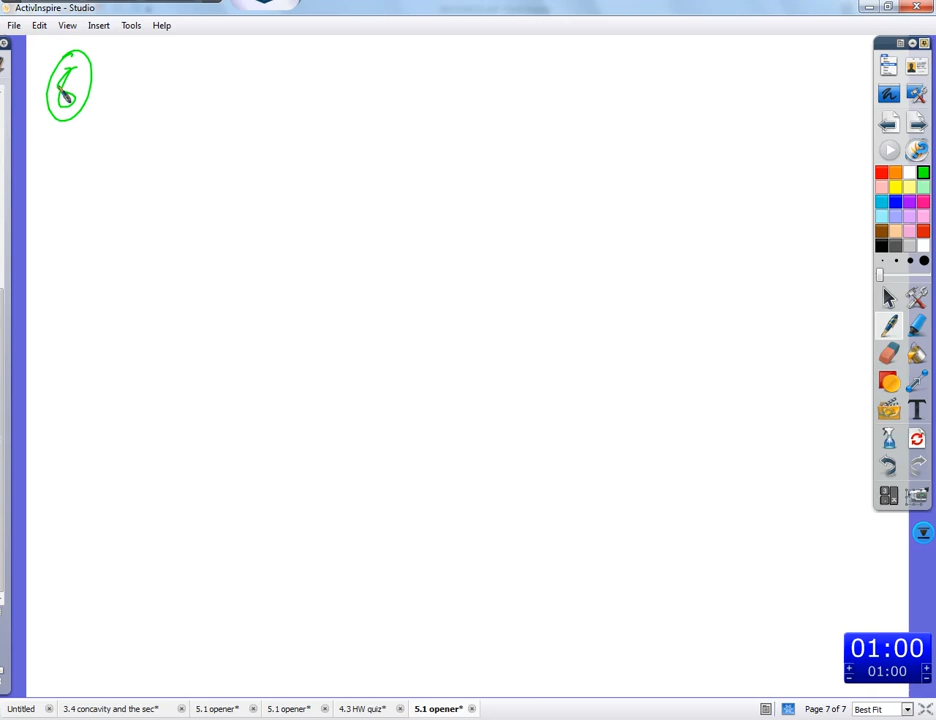 ActivInspire - Studio
File Edit View Insert Tools Help
6
T
01:00
01:00
Untitled 3.4 concavity and the sec* 5.1 opener* 5.1 opener* 4.3 HW quiz* 5.1 opener* Page 7 of 7 Best Fit